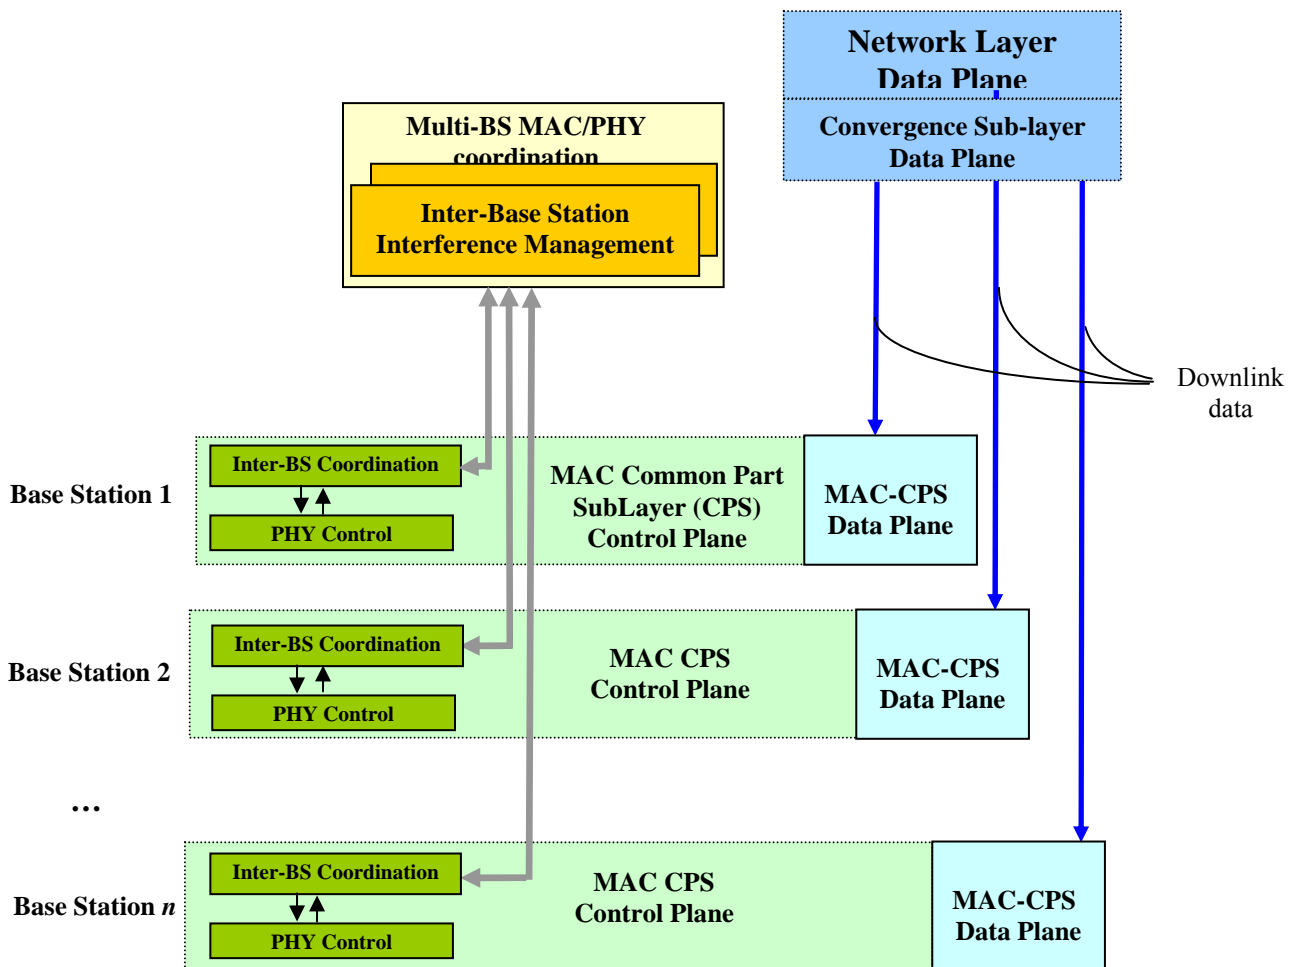 Network Layer
Data Plane
Convergence Sub-layer
Data Plane
Multi-BS MAC/PHY
coordination
Inter-Base Station
Interference Management
Downlink
data
Base Station 1
Inter-BS Coordination
PHY Control
MAC Common Part
SubLayer (CPS)
Control Plane
MAC-CPS
Data Plane
Base Station 2
Inter-BS Coordination
PHY Control
MAC CPS
Control Plane
MAC-CPS
Data Plane
…
Base Station n
Inter-BS Coordination
PHY Control
MAC CPS
Control Plane
MAC-CPS
Data Plane